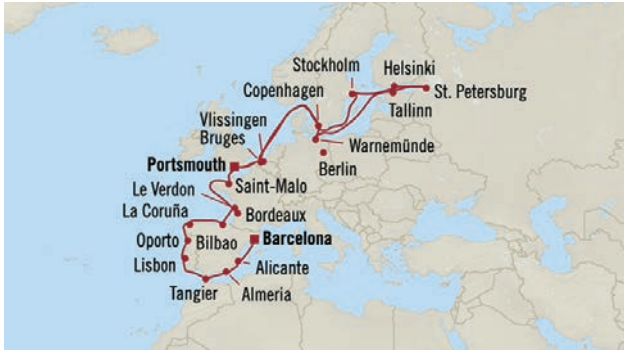 Stockholm
Helsinki
Copenhagen
St. Petersburg
Tallinn
Vlissingen
Bruges
Warnemünde
Portsmouth
Berlin
Le Verdon
Saint-Malo
La Coruña
Bordeaux
Oporto
Bilbao
Barcelona
Lisbon
Alicante
Tangier
Almeria